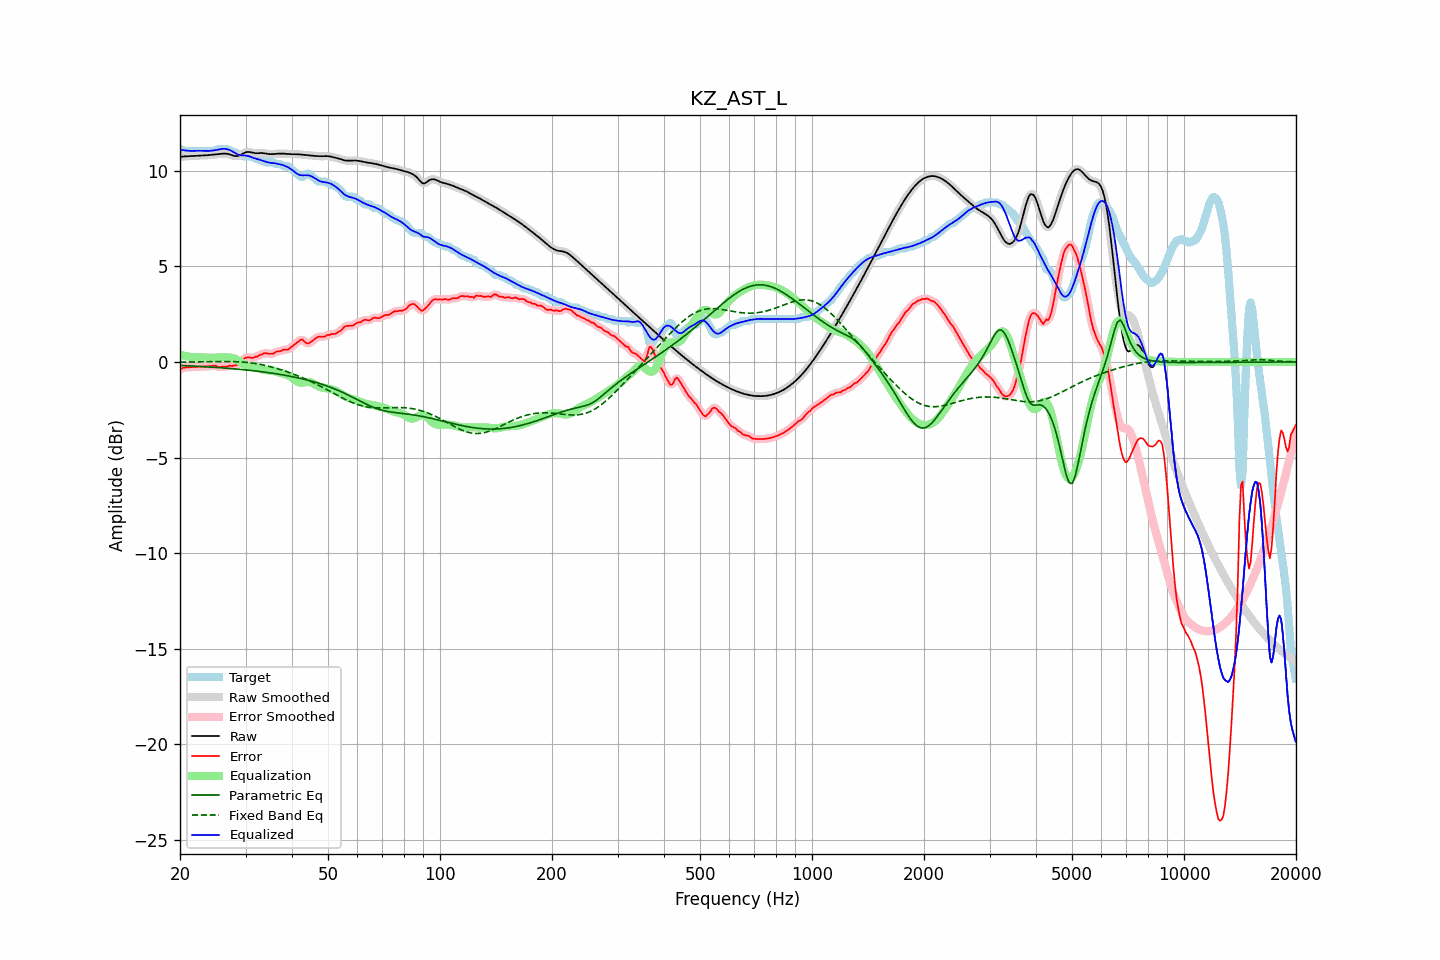 KZ_AST_L
Amplitude (dBr)
10
5
0
−5
−10
−15
−20
−25
Target
Raw Smoothed
Error Smoothed
Raw
Error
Equalization
Parametric Eq
Fixed Band Eq
Equalized
20 50 100 200 500 1000 2000 5000 10000 20000
Frequency (Hz)